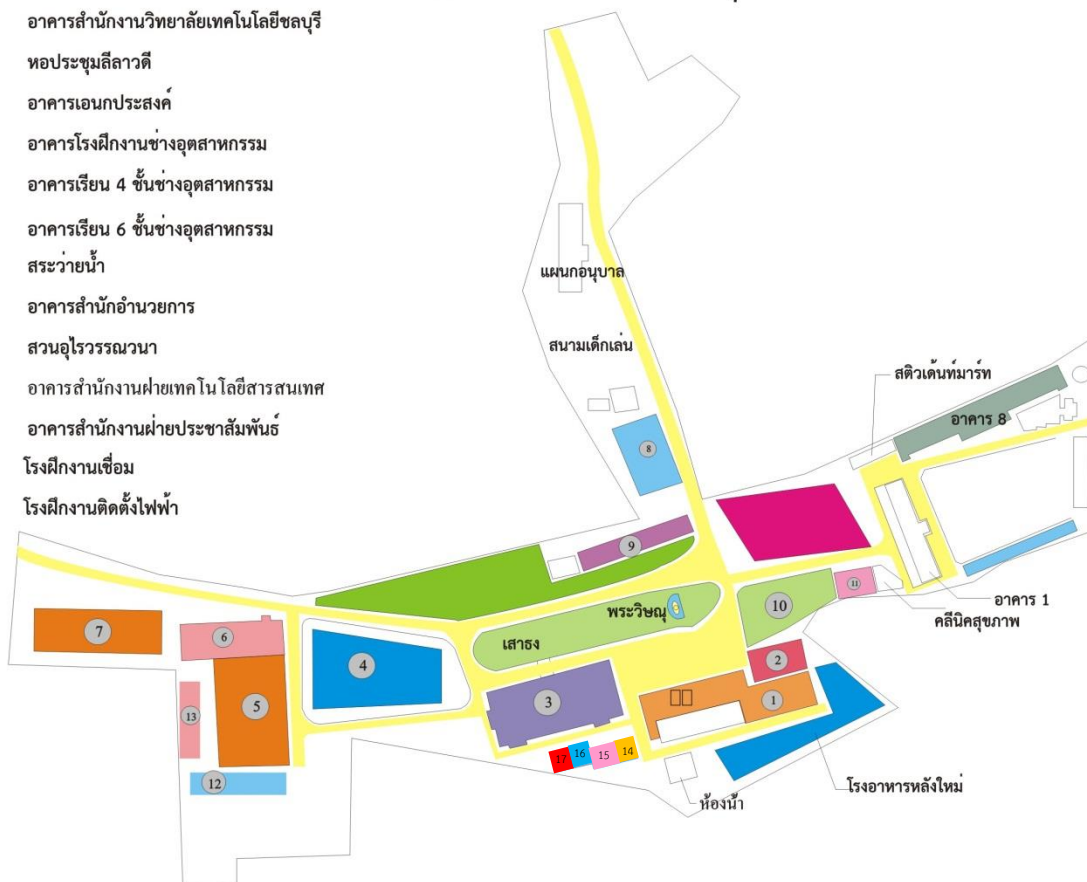 อาคารสำนักงานวิทยาลัยเทคโนโลยีชลบุรี
หอประชุมลีลาวดี
อาคารเอนกประสงค์
อาคารโรงฝึกงานช่างอุตสาหกรรม
อาคารเรียน 4 ชั้นช่างอุตสาหกรรม
อาคารเรียน 6 ชั้นช่างอุตสาหกรรม
สระว่ายน้ำ
อาคารสำนักอำนวยการ
สวนอุไรวรรณวนา
อาคารสำนักงานฝ่ายเทคโนโลยีสารสนเทศ
อาคารสำนักงานฝ่ายประชาสัมพันธ์
โรงฝึกงานเชื่อม
โรงฝึกงานติดตั้งไฟฟ้า
แผนกอนุบาล
สนามเด็กเล่น
สติวเด้นท์มาร์ท
อาคาร 8
8
9
พระวิษณุ
เสาธง
10
11
อาคาร 1
คลีนิคสุขภาพ
7
6
4
5
13
12
3
2
1
17
16
15
14
โรงอาหารหลังใหม่
ห้องน้ำ